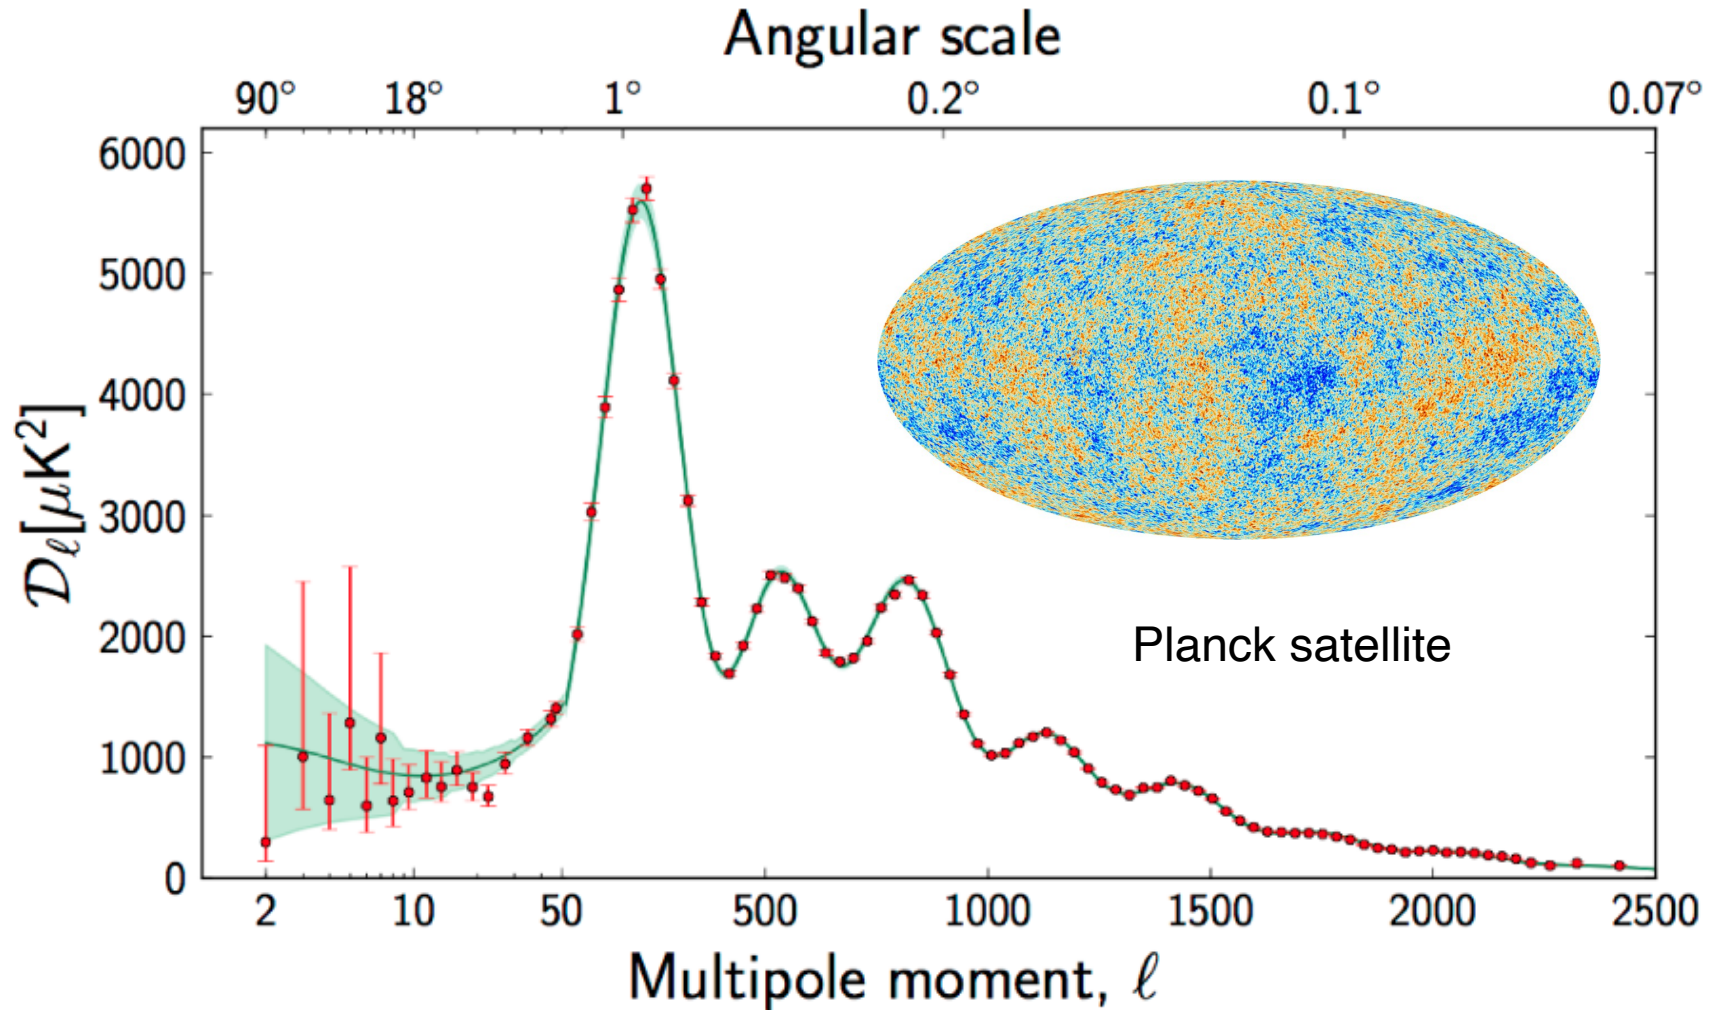 Angular scale
90° 18° 1° 0.2° 0.1° 0.07°
6000
5000
4000
3000
2000
1000
0
𝒟ℓ[μK²]
Planck satellite
2 10 50 500 1000 1500 2000 2500
Multipole moment, ℓ